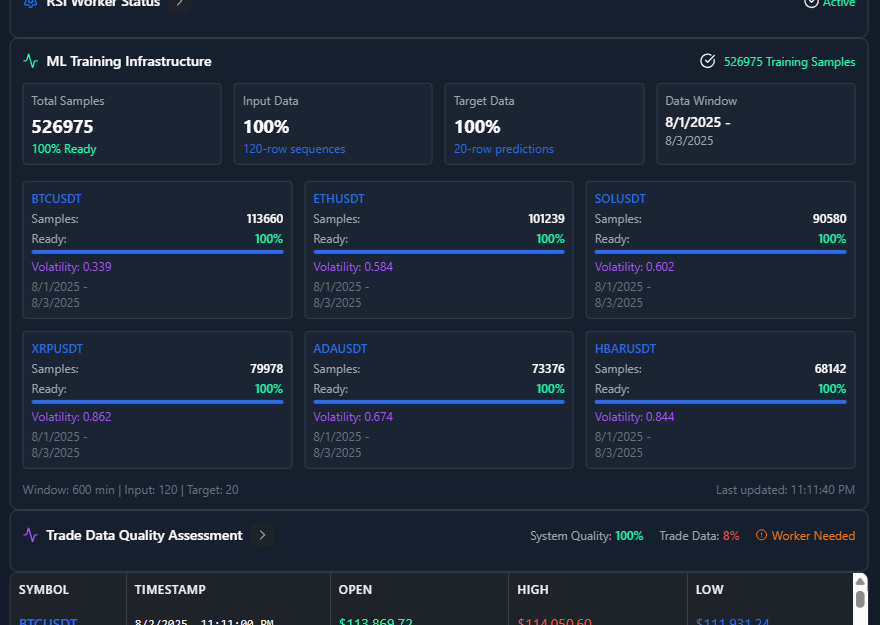 RSI Worker Status
Active
ML Training Infrastructure
526975 Training Samples
Total Samples
526975
100% Ready
Input Data
100%
120-row sequences
Target Data
100%
20-row predictions
Data Window
8/1/2025 -
8/3/2025
BTCUSDT
Samples: 113660
Ready: 100%
Volatility: 0.339
8/1/2025 -
8/3/2025
ETHUSDT
Samples: 101239
Ready: 100%
Volatility: 0.584
8/1/2025 -
8/3/2025
SOLUSDT
Samples: 90580
Ready: 100%
Volatility: 0.602
8/1/2025 -
8/3/2025
XRPUSDT
Samples: 79978
Ready: 100%
Volatility: 0.862
8/1/2025 -
8/3/2025
ADAUSDT
Samples: 73376
Ready: 100%
Volatility: 0.674
8/1/2025 -
8/3/2025
HBARUSDT
Samples: 68142
Ready: 100%
Volatility: 0.844
8/1/2025 -
8/3/2025
Window: 600 min | Input: 120 | Target: 20
Last updated: 11:11:40 PM
Trade Data Quality Assessment
System Quality: 100% Trade Data: 8% Worker Needed
SYMBOL TIMESTAMP OPEN HIGH LOW
BTCUSDT 8/2/2025, 11:11:00 PM $113,869.72 $114,050.60 $111,931.24